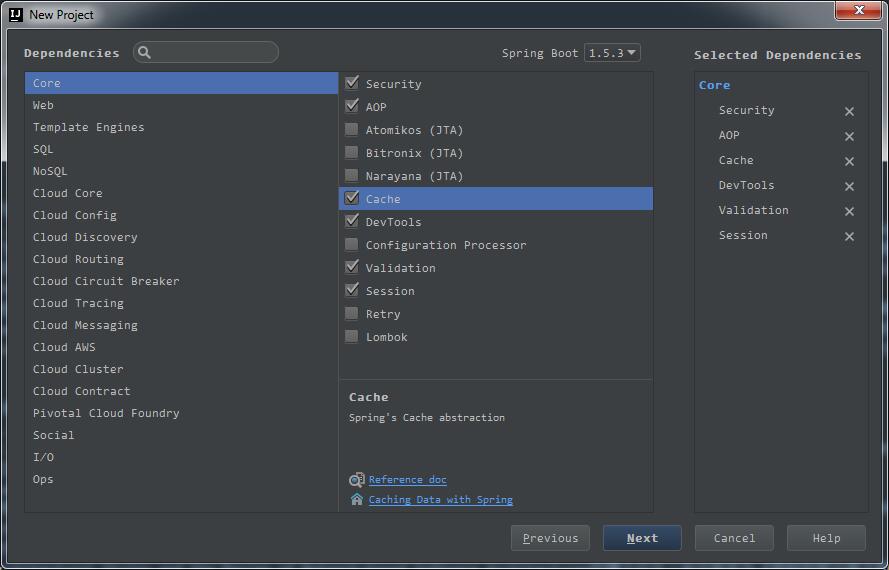 IJ New Project
Dependencies
Spring Boot 1.5.3
Selected Dependencies
Core
Web
Template Engines
SQL
NoSQL
Cloud Core
Cloud Config
Cloud Discovery
Cloud Routing
Cloud Circuit Breaker
Cloud Tracing
Cloud Messaging
Cloud AWS
Cloud Cluster
Cloud Contract
Pivotal Cloud Foundry
Social
I/O
Ops
Security
AOP
Atomikos (JTA)
Bitronix (JTA)
Narayana (JTA)
Cache
DevTools
Configuration Processor
Validation
Session
Retry
Lombok
Cache
Spring's Cache abstraction
Reference doc
Caching Data with Spring
Core
Security
AOP
Cache
DevTools
Validation
Session
Previous
Next
Cancel
Help